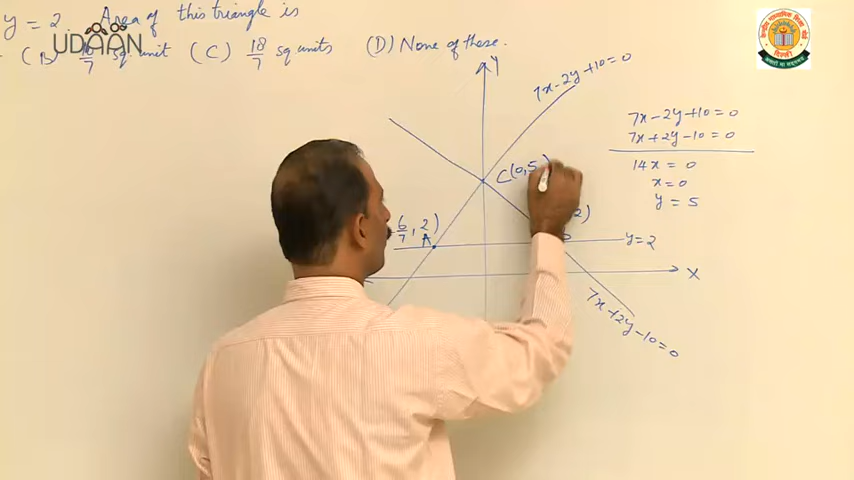 y = 2. Area of this triangle is
UDAAN
(B) sq unit (C) 18/7 sq units (D) None of these.
Y
7x-2y+10=0
7x-2y+10=0
7x+2y-10=0
14x = 0
x=0
y = 5
C(0,5)
6/7, 2)
2)
A
y=2
X
7x+2y-10=0